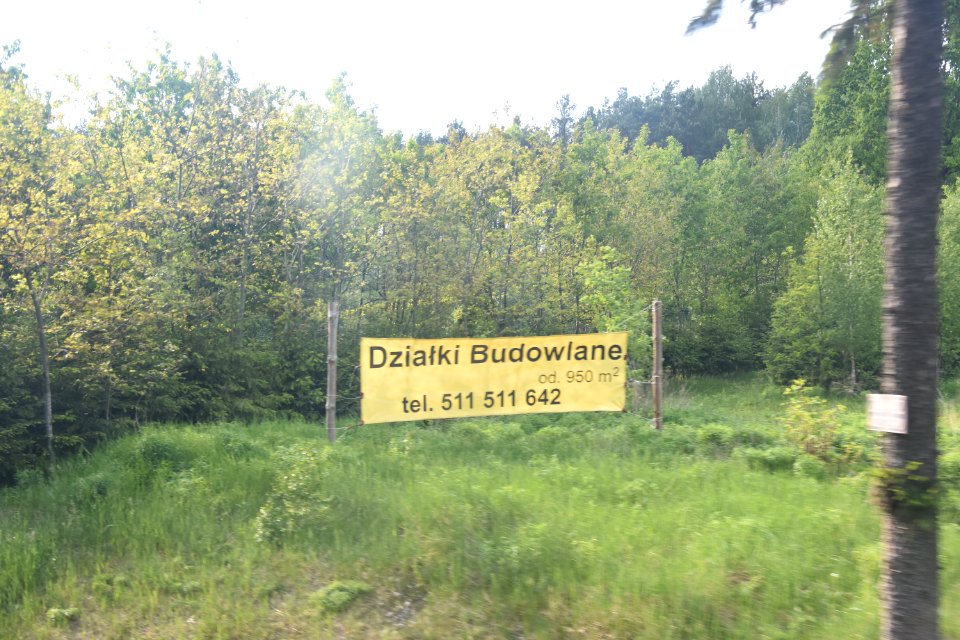 Działki Budowlane
od. 950 m²
tel. 511 511 642